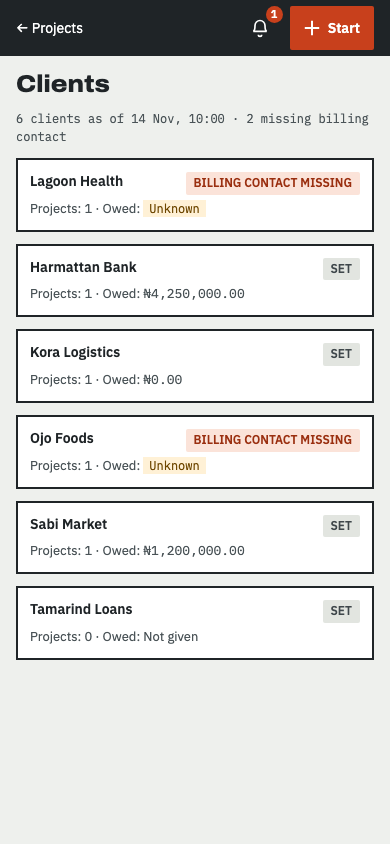 ← Projects
1
+ Start
Clients
6 clients as of 14 Nov, 10:00 · 2 missing billing
contact
Lagoon Health
BILLING CONTACT MISSING
Projects: 1 · Owed: Unknown
Harmattan Bank
SET
Projects: 1 · Owed: ₦4,250,000.00
Kora Logistics
SET
Projects: 1 · Owed: ₦0.00
Ojo Foods
BILLING CONTACT MISSING
Projects: 1 · Owed: Unknown
Sabi Market
SET
Projects: 1 · Owed: ₦1,200,000.00
Tamarind Loans
SET
Projects: 0 · Owed: Not given